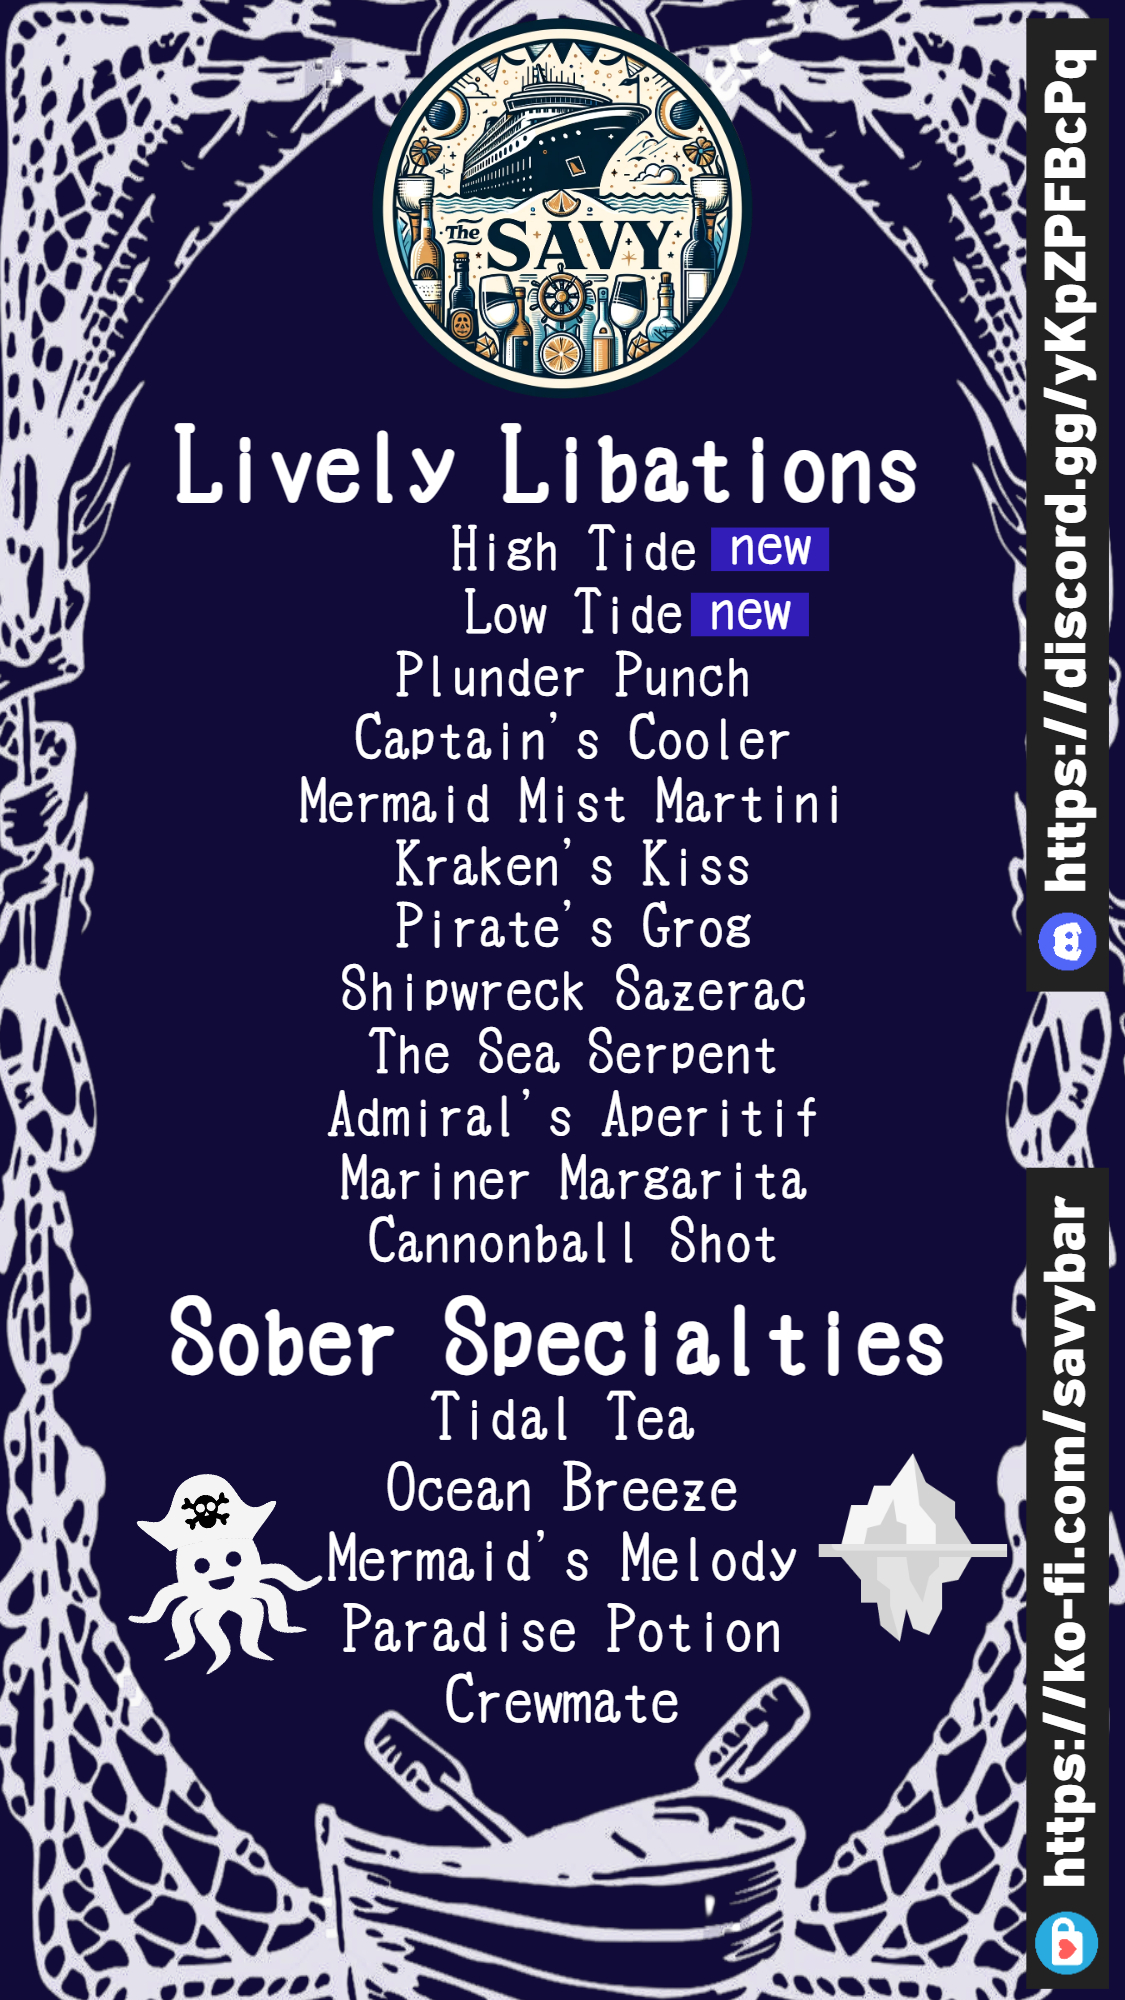 The SAVY
Lively Libations
High Tide new
Low Tide new
Plunder Punch
Captain's Cooler
Mermaid Mist Martini
Kraken's Kiss
Pirate's Grog
Shipwreck Sazerac
The Sea Serpent
Admiral's Aperitif
Mariner Margarita
Cannonball Shot
Sober Specialties
Tidal Tea
Ocean Breeze
Mermaid's Melody
Paradise Potion
Crewmate
https://discord.gg/yKpZPFBcPq
https://ko-fi.com/savybar